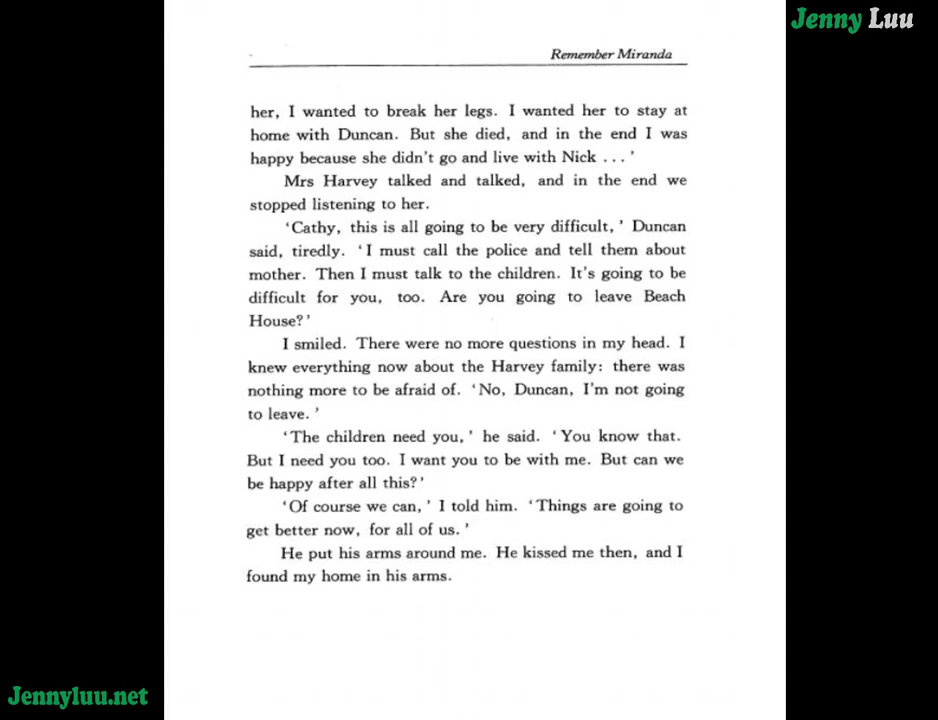 Jenny Luu
Remember Miranda
her, I wanted to break her legs. I wanted her to stay at
home with Duncan. But she died, and in the end I was
happy because she didn't go and live with Nick ... '
Mrs Harvey talked and talked, and in the end we
stopped listening to her.
'Cathy, this is all going to be very difficult, ' Duncan
said, tiredly. 'I must call the police and tell them about
mother. Then I must talk to the children. It's going to be
difficult for you, too. Are you going to leave Beach
House?'
I smiled. There were no more questions in my head. I
knew everything now about the Harvey family: there was
nothing more to be afraid of. 'No, Duncan, I'm not going
to leave. '
'The children need you, ' he said. 'You know that.
But I need you too. I want you to be with me. But can we
be happy after all this?'
'Of course we can, ' I told him. 'Things are going to
get better now, for all of us. '
He put his arms around me. He kissed me then, and I
found my home in his arms.
Jennyluu.net